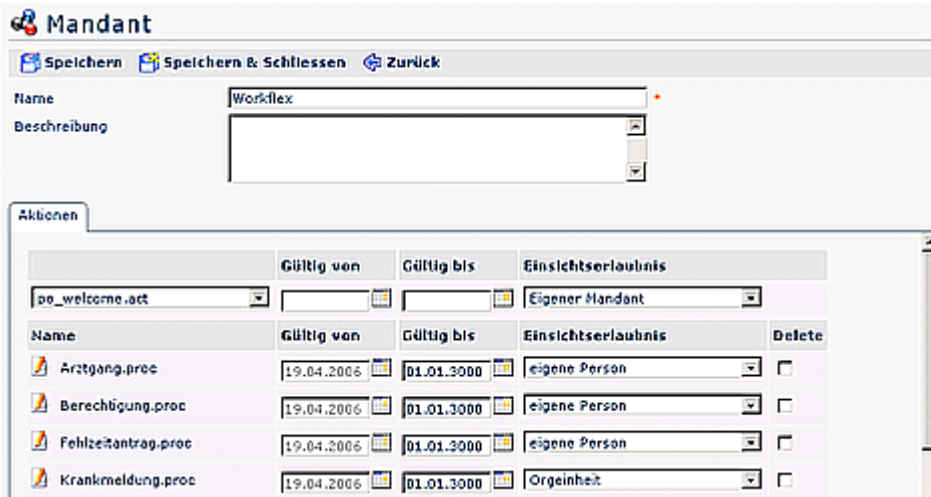 Mandant
Speichern Speichern & Schliessen Zurück
Name Workflex *
Beschreibung
Aktionen
Gültig von Gültig bis Einsichtserlaubnis
po_welcome.act Eigener Mandant
Name Gültig von Gültig bis Einsichtserlaubnis Delete
Arztgang.proc 19.04.2006 01.01.3000 eigene Person
Berechtigung.proc 19.04.2006 01.01.3000 eigene Person
Fehlzeitantrag.proc 19.04.2006 01.01.3000 eigene Person
Krankmeldung.proc 19.04.2006 01.01.3000 Orgeinheit